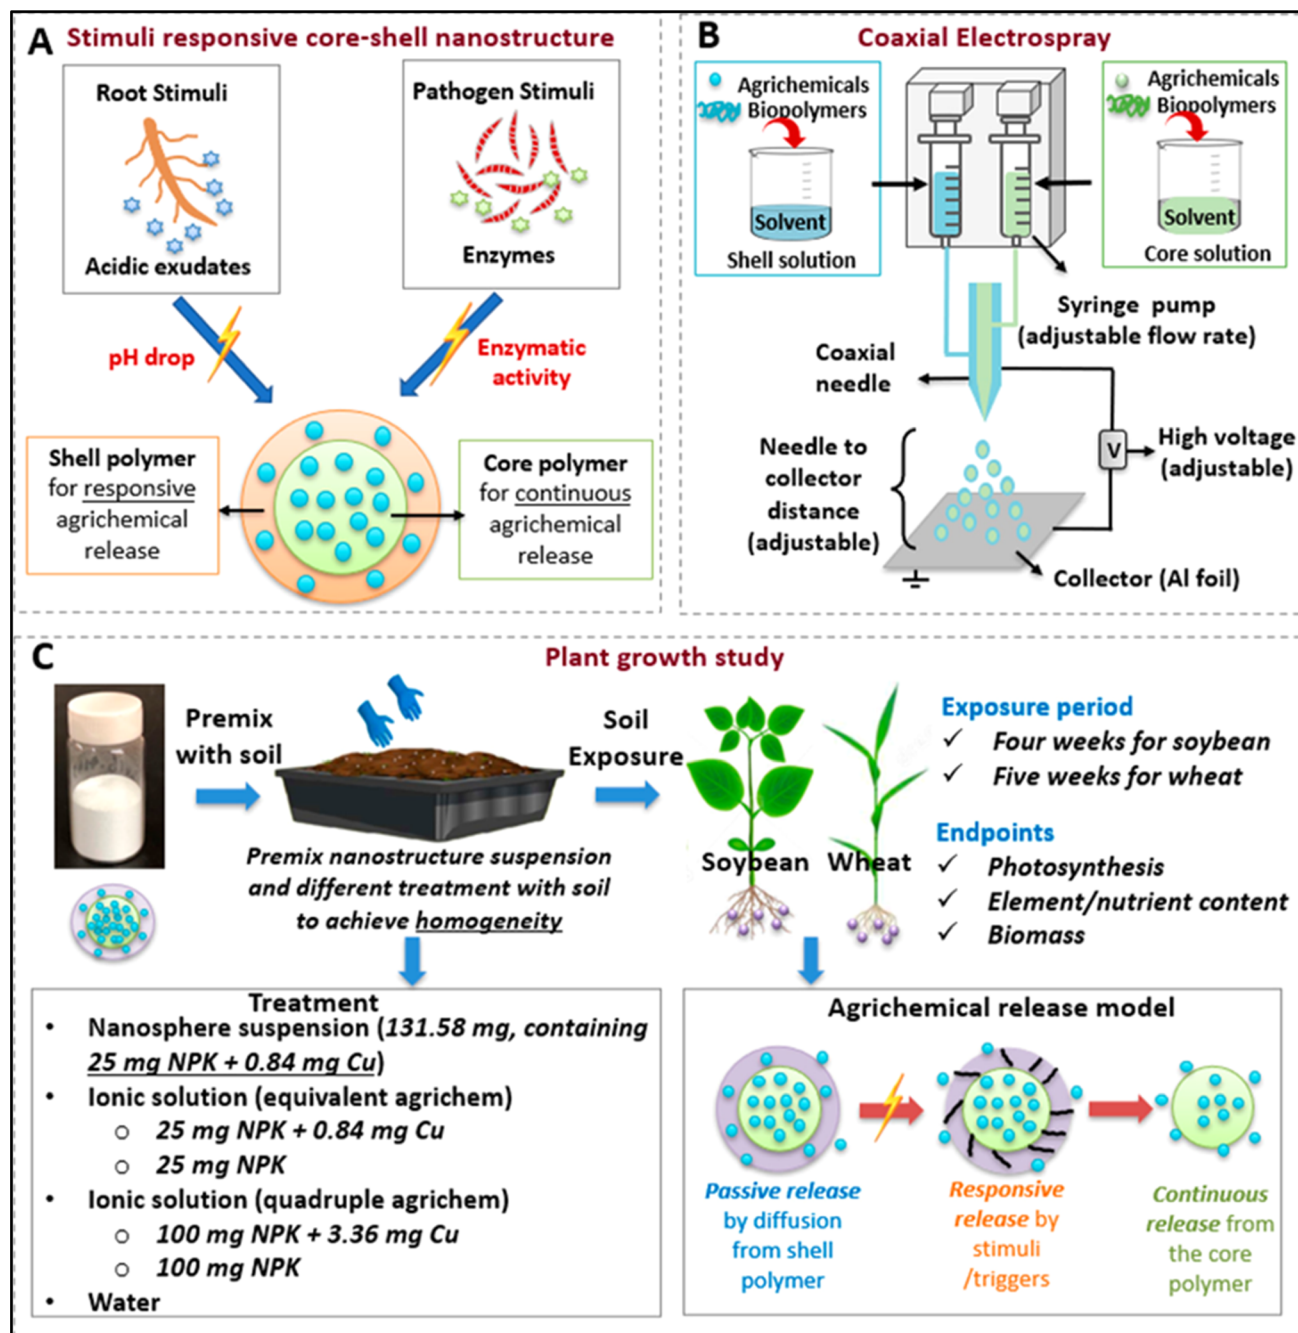 A
Stimuli responsive core-shell nanostructure
Root Stimuli
Acidic exudates
Pathogen Stimuli
Enzymes
pH drop
Enzymatic
activity
Shell polymer
for responsive
agrichemical
release
Core polymer
for continuous
agrichemical
release
B
Coaxial Electrospray
Agrichemicals
Biopolymers
Solvent
Shell solution
Agrichemicals
Biopolymers
Solvent
Core solution
Syringe pump
(adjustable flow rate)
Coaxial
needle
Needle to
collector
distance
(adjustable)
V
High voltage
(adjustable)
Collector (Al foil)
C
Plant growth study
Premix
with soil
Premix nanostructure suspension
and different treatment with soil
to achieve homogeneity
Soil
Exposure
Soybean
Wheat
Exposure period
✓ Four weeks for soybean
✓ Five weeks for wheat
Endpoints
✓ Photosynthesis
✓ Element/nutrient content
✓ Biomass
Treatment
• Nanosphere suspension (131.58 mg, containing
25 mg NPK + 0.84 mg Cu)
• Ionic solution (equivalent agrichem)
o 25 mg NPK + 0.84 mg Cu
o 25 mg NPK
• Ionic solution (quadruple agrichem)
o 100 mg NPK + 3.36 mg Cu
o 100 mg NPK
• Water
Agrichemical release model
Passive release
by diffusion
from shell
polymer
Responsive
release by
stimuli
/triggers
Continuous
release from
the core
polymer